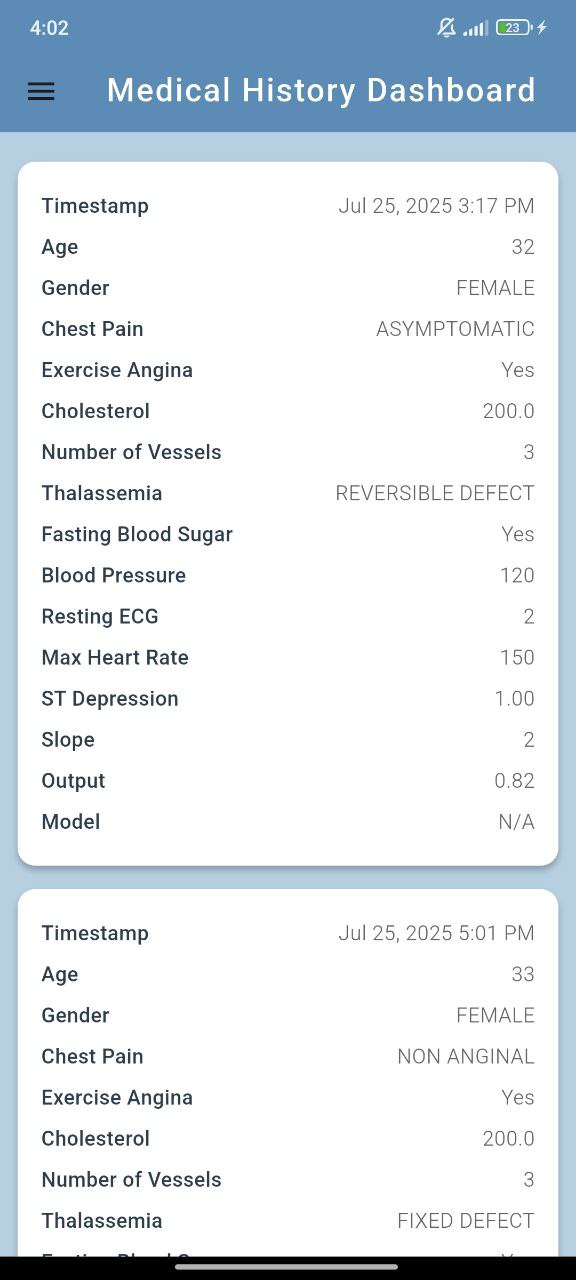 4:02 23
Medical History Dashboard
Timestamp Jul 25, 2025 3:17 PM
Age 32
Gender FEMALE
Chest Pain ASYMPTOMATIC
Exercise Angina Yes
Cholesterol 200.0
Number of Vessels 3
Thalassemia REVERSIBLE DEFECT
Fasting Blood Sugar Yes
Blood Pressure 120
Resting ECG 2
Max Heart Rate 150
ST Depression 1.00
Slope 2
Output 0.82
Model N/A
Timestamp Jul 25, 2025 5:01 PM
Age 33
Gender FEMALE
Chest Pain NON ANGINAL
Exercise Angina Yes
Cholesterol 200.0
Number of Vessels 3
Thalassemia FIXED DEFECT